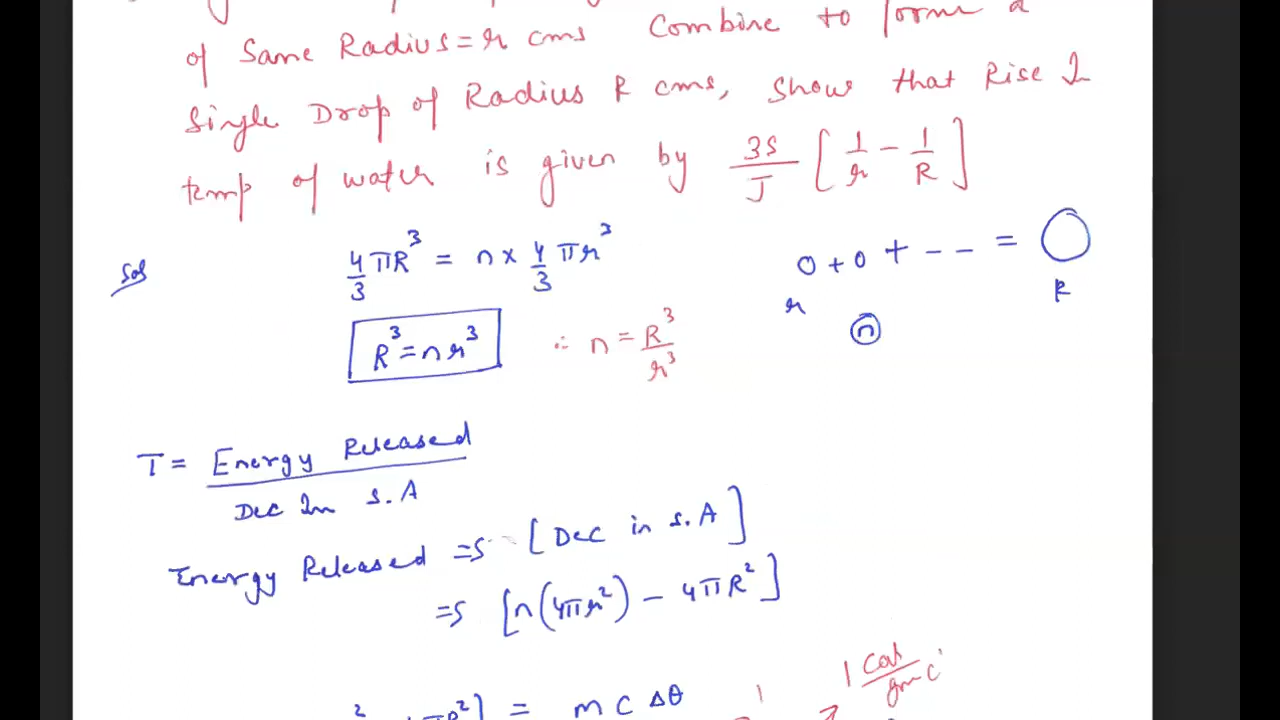 of Same Radius = r cms Combine to forme a
Single Drop of Radius R cms, Show that Rise In
temp of water is given by 3S/J [1/r - 1/R]
Sol
4/3 πR³ = n × 4/3 πr³
0 + 0 + - - = O
r
R
n
R³ = nr³
∴ n = R³/r³
T = Energy Released / Dec In S.A
Energy Released => S [Dec in S.A]
=> S [n(4πr²) - 4πR²]
1 Cal/gm C°
= m C Δθ